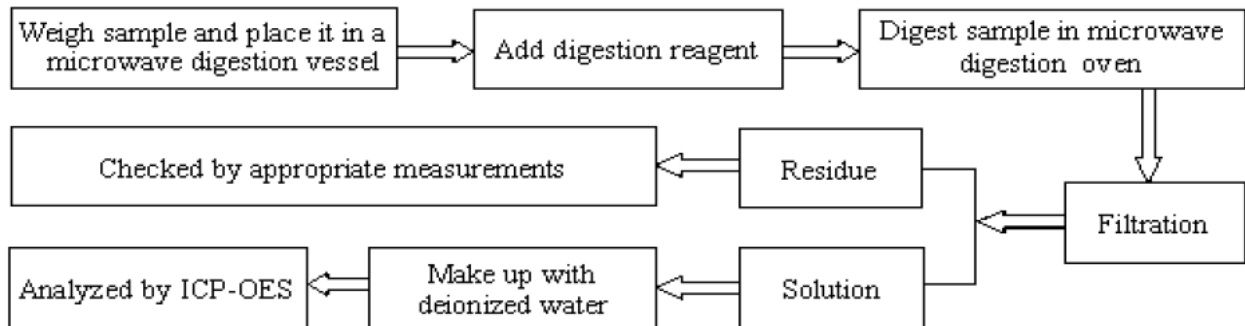 Weigh sample and place it in a
microwave digestion vessel
Add digestion reagent
Digest sample in microwave
digestion oven
Checked by appropriate measurements
Residue
Filtration
Analyzed by ICP-OES
Make up with
deionized water
Solution